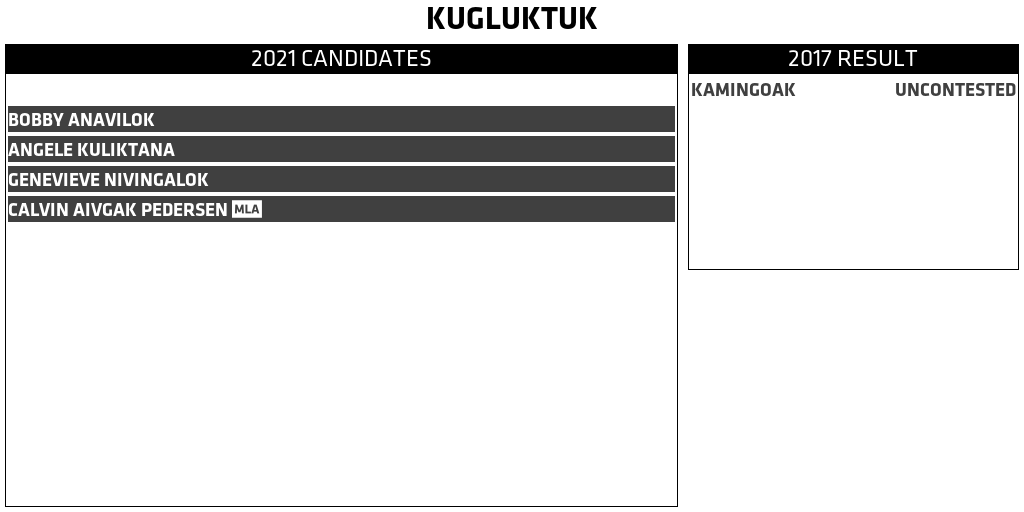 KUGLUKTUK
2021 CANDIDATES
BOBBY ANAVILOK
ANGELE KULIKTANA
GENEVIEVE NIVINGALOK
CALVIN AIVGAK PEDERSEN MLA
2017 RESULT
KAMINGOAK UNCONTESTED